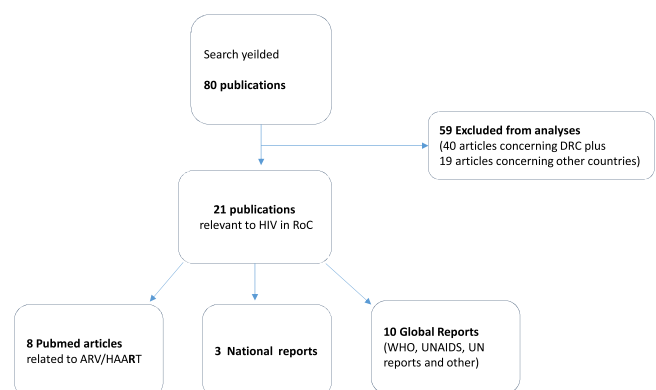 Search yeilded
80 publications
59 Excluded from analyses
(40 articles concerning DRC plus
19 articles concerning other countries)
21 publications
relevant to HIV in RoC
8 Pubmed articles
related to ARV/HAART
3 National reports
10 Global Reports
(WHO, UNAIDS, UN
reports and other)